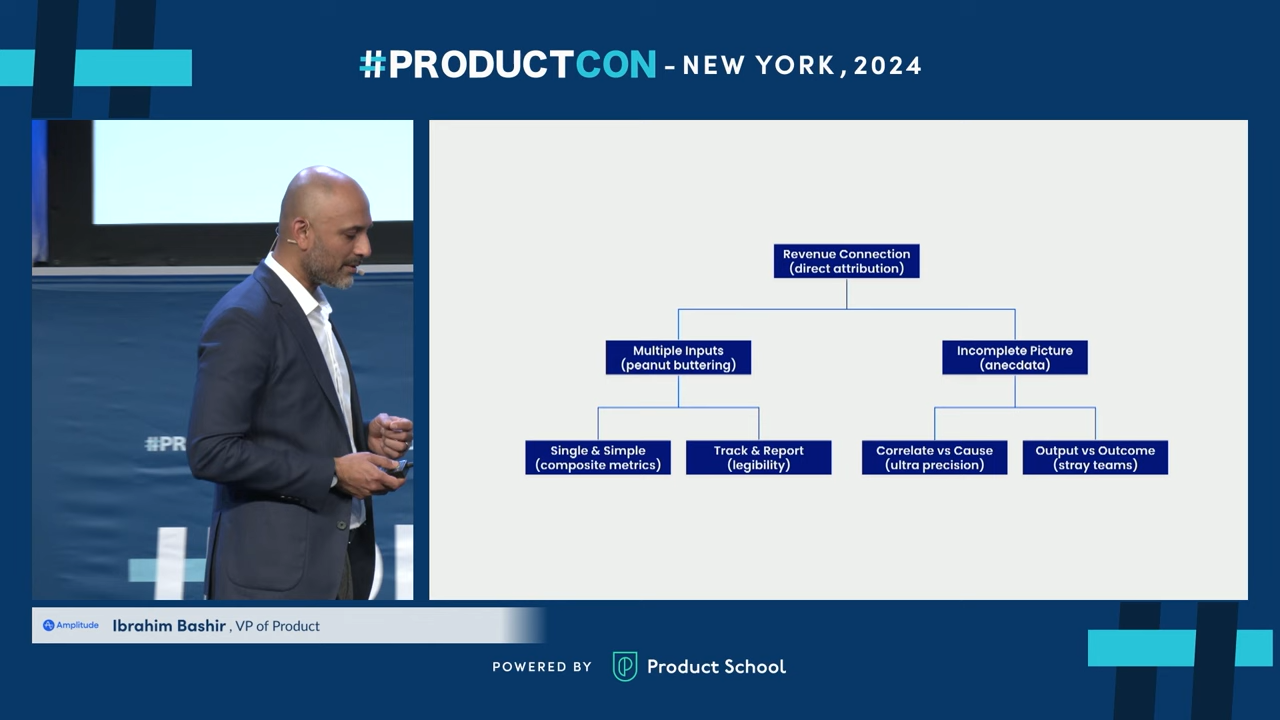 #PRODUCTCON - NEW YORK, 2024
#PR
Revenue Connection
(direct attribution)
Multiple Inputs
(peanut buttering)
Incomplete Picture
(anecdata)
Single & Simple
(composite metrics)
Track & Report
(legibility)
Correlate vs Cause
(ultra precision)
Output vs Outcome
(stray teams)
Amplitude Ibrahim Bashir, VP of Product
POWERED BY Product School